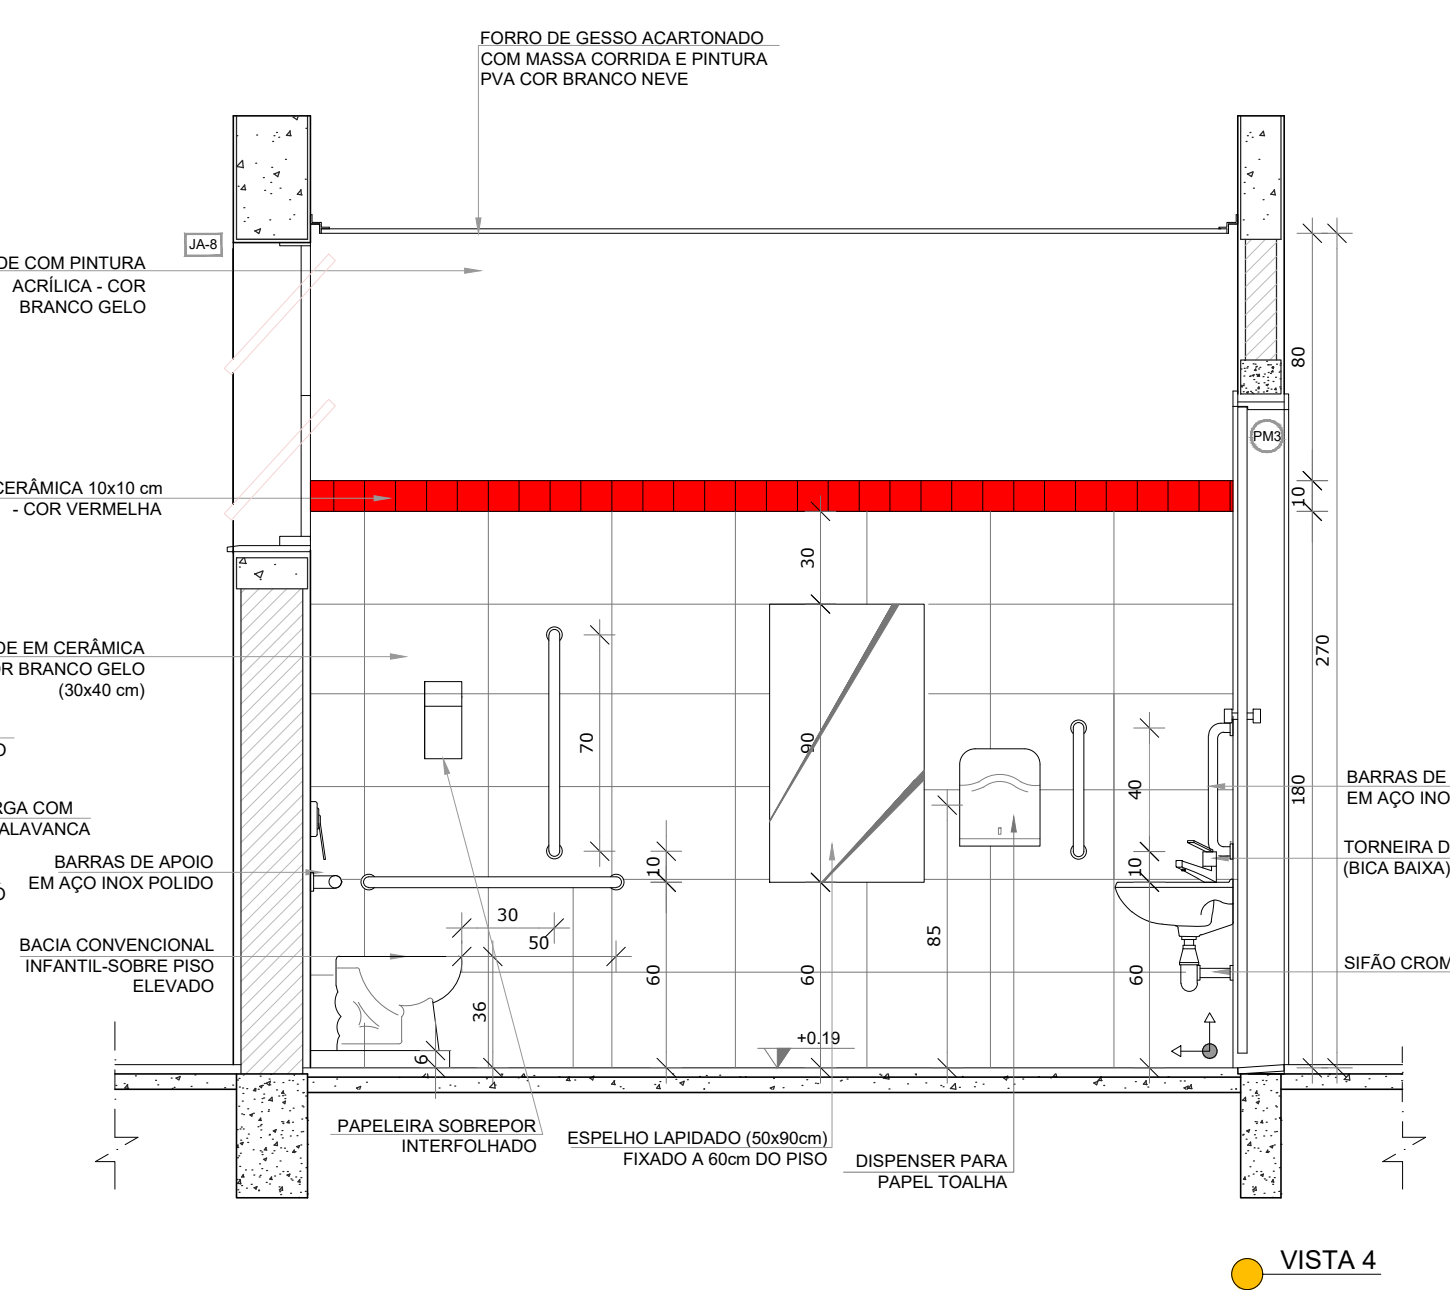 FORRO DE GESSO ACARTONADO
COM MASSA CORRIDA E PINTURA
PVA COR BRANCO NEVE
JA-8
DE COM PINTURA
ACRÍLICA - COR
BRANCO GELO
80
PM3
CERÂMICA 10x10 cm
- COR VERMELHA
10
30
270
DE EM CERÂMICA
OR BRANCO GELO
(30x40 cm)
70
90
40
180
BARRAS DE
EM AÇO INO
RGA COM
ALAVANCA
TORNEIRA D
(BICA BAIXA)
BARRAS DE APOIO
EM AÇO INOX POLIDO
10
10
30
50
85
BACIA CONVENCIONAL
INFANTIL-SOBRE PISO
ELEVADO
60
60
60
SIFÃO CROM
36
6
+0.19
PAPELEIRA SOBREPOR
INTERFOLHADO
ESPELHO LAPIDADO (50x90cm)
FIXADO A 60cm DO PISO
DISPENSER PARA
PAPEL TOALHA
VISTA 4